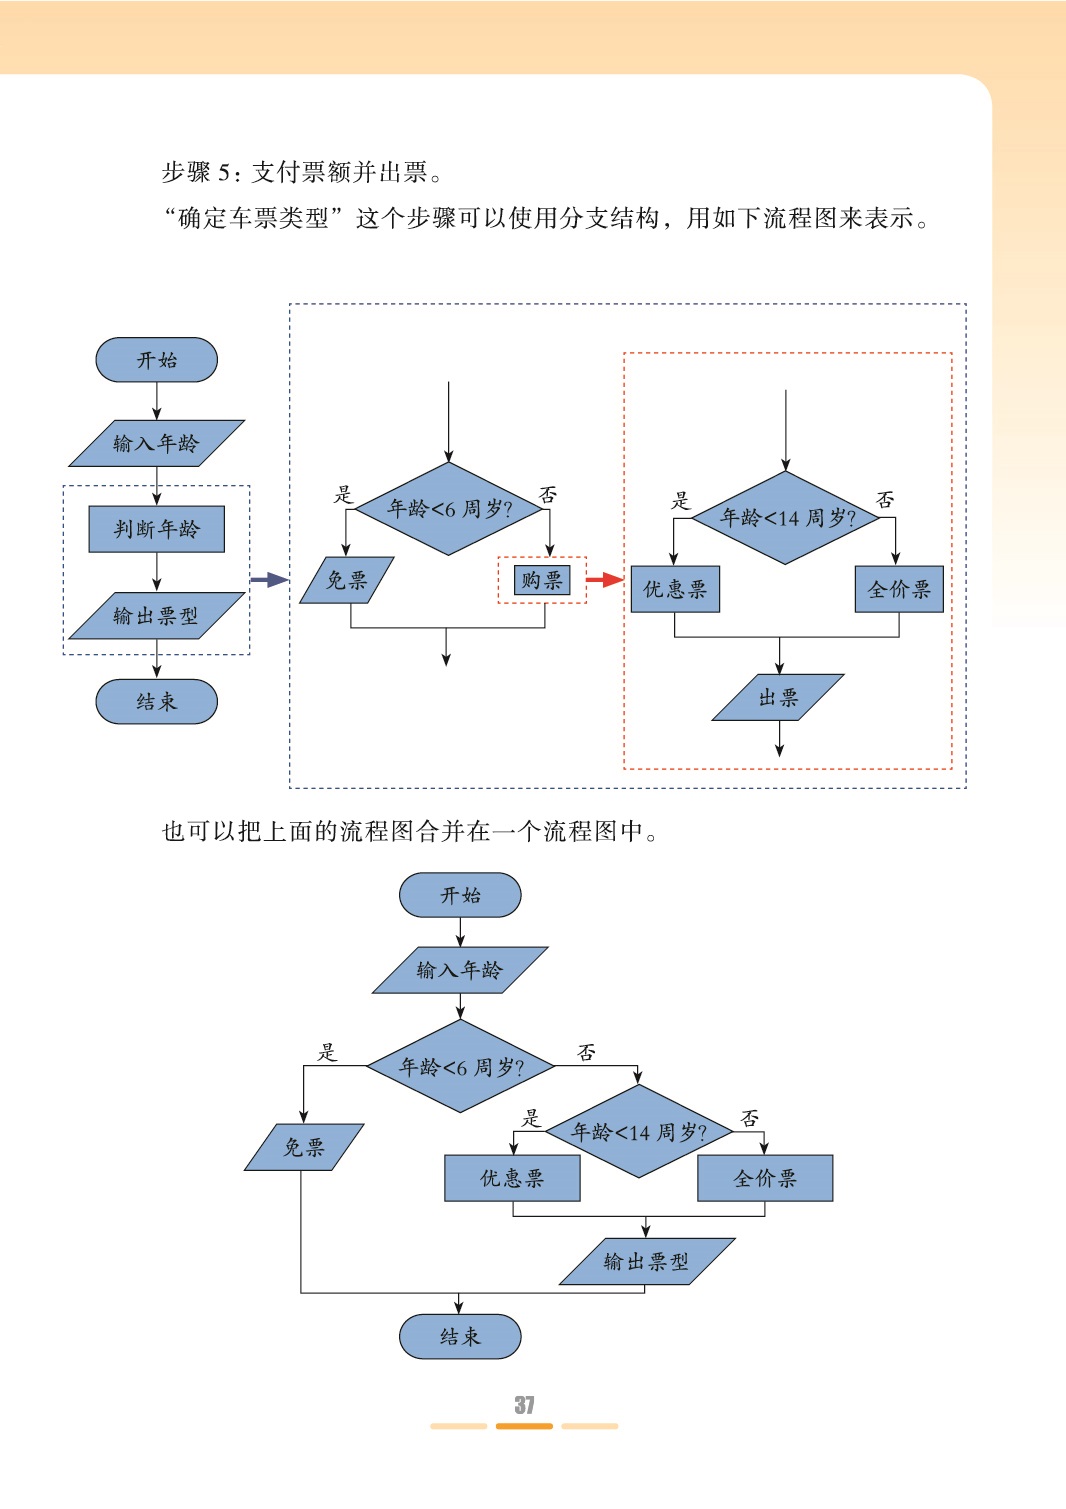 步骤 5：支付票额并出票。
“确定车票类型”这个步骤可以使用分支结构，用如下流程图来表示。
开始
输入年龄
判断年龄
输出票型
结束
年龄<6 周岁?
是
否
免票
购票
年龄<14 周岁?
是
否
优惠票
全价票
出票
也可以把上面的流程图合并在一个流程图中。
开始
输入年龄
年龄<6 周岁?
是
否
年龄<14 周岁?
是
否
免票
优惠票
全价票
输出票型
结束
37